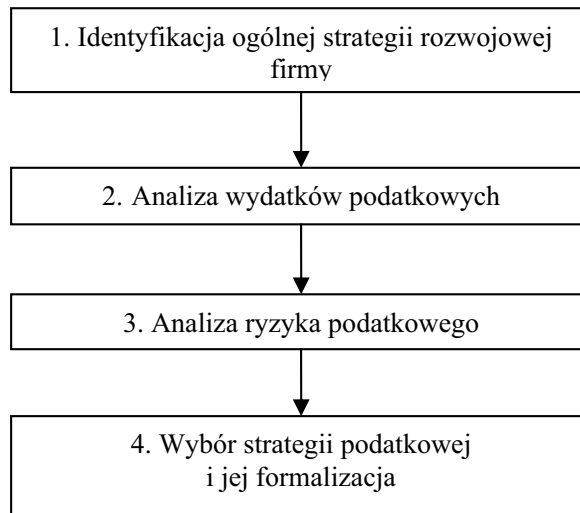 1. Identyfikacja ogólnej strategii rozwojowej
firmy
2. Analiza wydatków podatkowych
3. Analiza ryzyka podatkowego
4. Wybór strategii podatkowej
i jej formalizacja